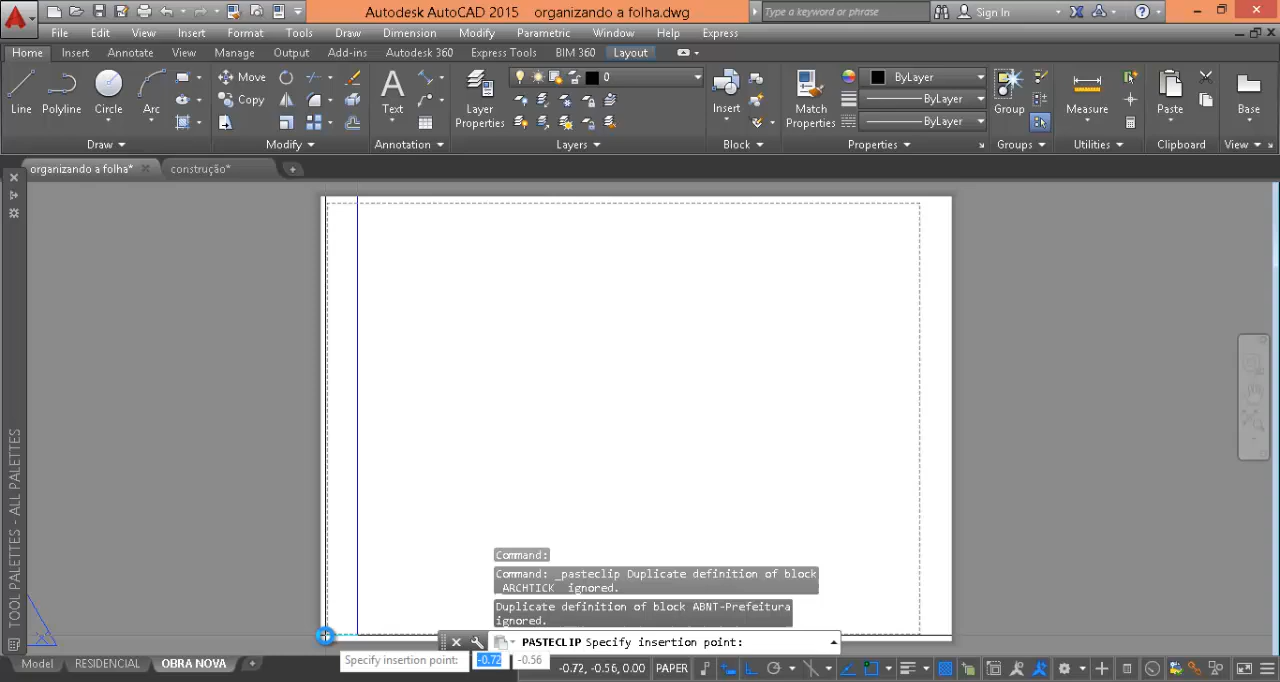 Autodesk AutoCAD 2015 organizando a folha.dwg
Type a keyword or phrase
Sign In
File Edit View Insert Format Tools Draw Dimension Modify Parametric Window Help Express
Home Insert Annotate View Manage Output Add-ins Autodesk 360 Express Tools BIM 360 Layout
Line
Polyline
Circle
Arc
Draw
Move
Copy
Modify
Text
Annotation
Layer
Properties
0
Layers
Insert
Block
Match
Properties
ByLayer
ByLayer
ByLayer
Properties
Group
Groups
Measure
Utilities
Paste
Clipboard
Base
View
organizando a folha*
construção*
TOOL PALETTES - ALL PALETTES
Command:
Command: _pasteclip Duplicate definition of block
_ARCHTICK ignored.
Duplicate definition of block ABNT-Prefeitura
ignored.
PASTECLIP Specify insertion point:
Specify insertion point: -0.72 -0.56
Model RESIDENCIAL OBRA NOVA
-0.72, -0.56, 0.00 PAPER